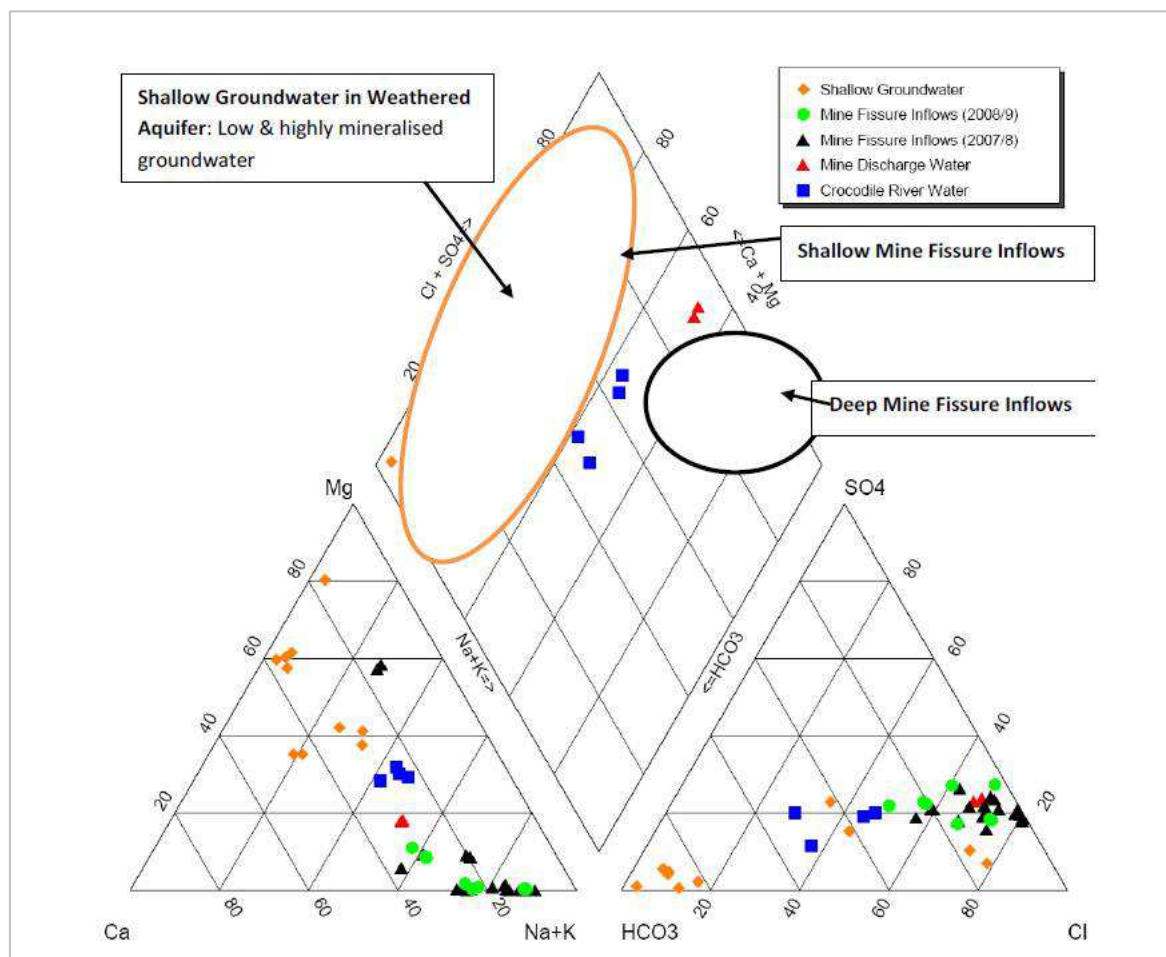 Shallow Groundwater in Weathered
Aquifer: Low & highly mineralised
groundwater
Shallow Groundwater
Mine Fissure Inflows (2008/9)
Mine Fissure Inflows (2007/8)
Mine Discharge Water
Crocodile River Water
Shallow Mine Fissure Inflows
Deep Mine Fissure Inflows
80
80
60
40
20
Cl + SO4=>
<=Ca + Mg
Na+K=>
<=HCO3
Mg
80
60
40
20
80
60
40
20
Ca
Na+K
SO4
80
60
40
20
20
40
60
80
HCO3
Cl